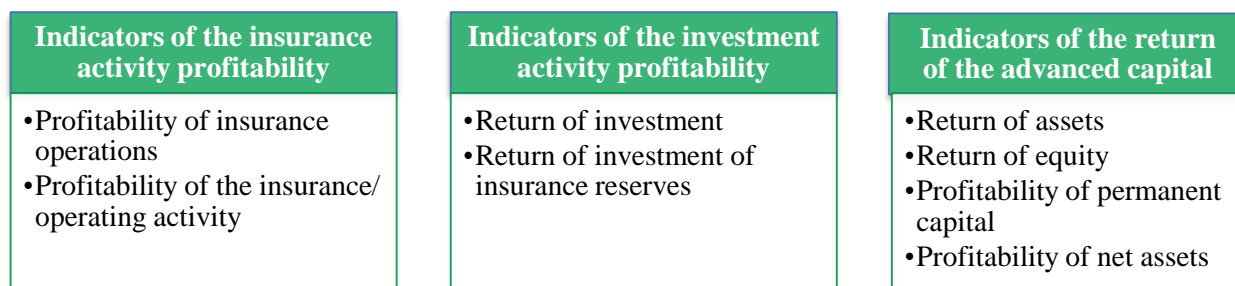 Indicators of the insurance
activity profitability
•Profitability of insurance
operations
•Profitability of the insurance/
operating activity
Indicators of the investment
activity profitability
•Return of investment
•Return of investment of
insurance reserves
Indicators of the return
of the advanced capital
•Return of assets
•Return of equity
•Profitability of permanent
capital
•Profitability of net assets